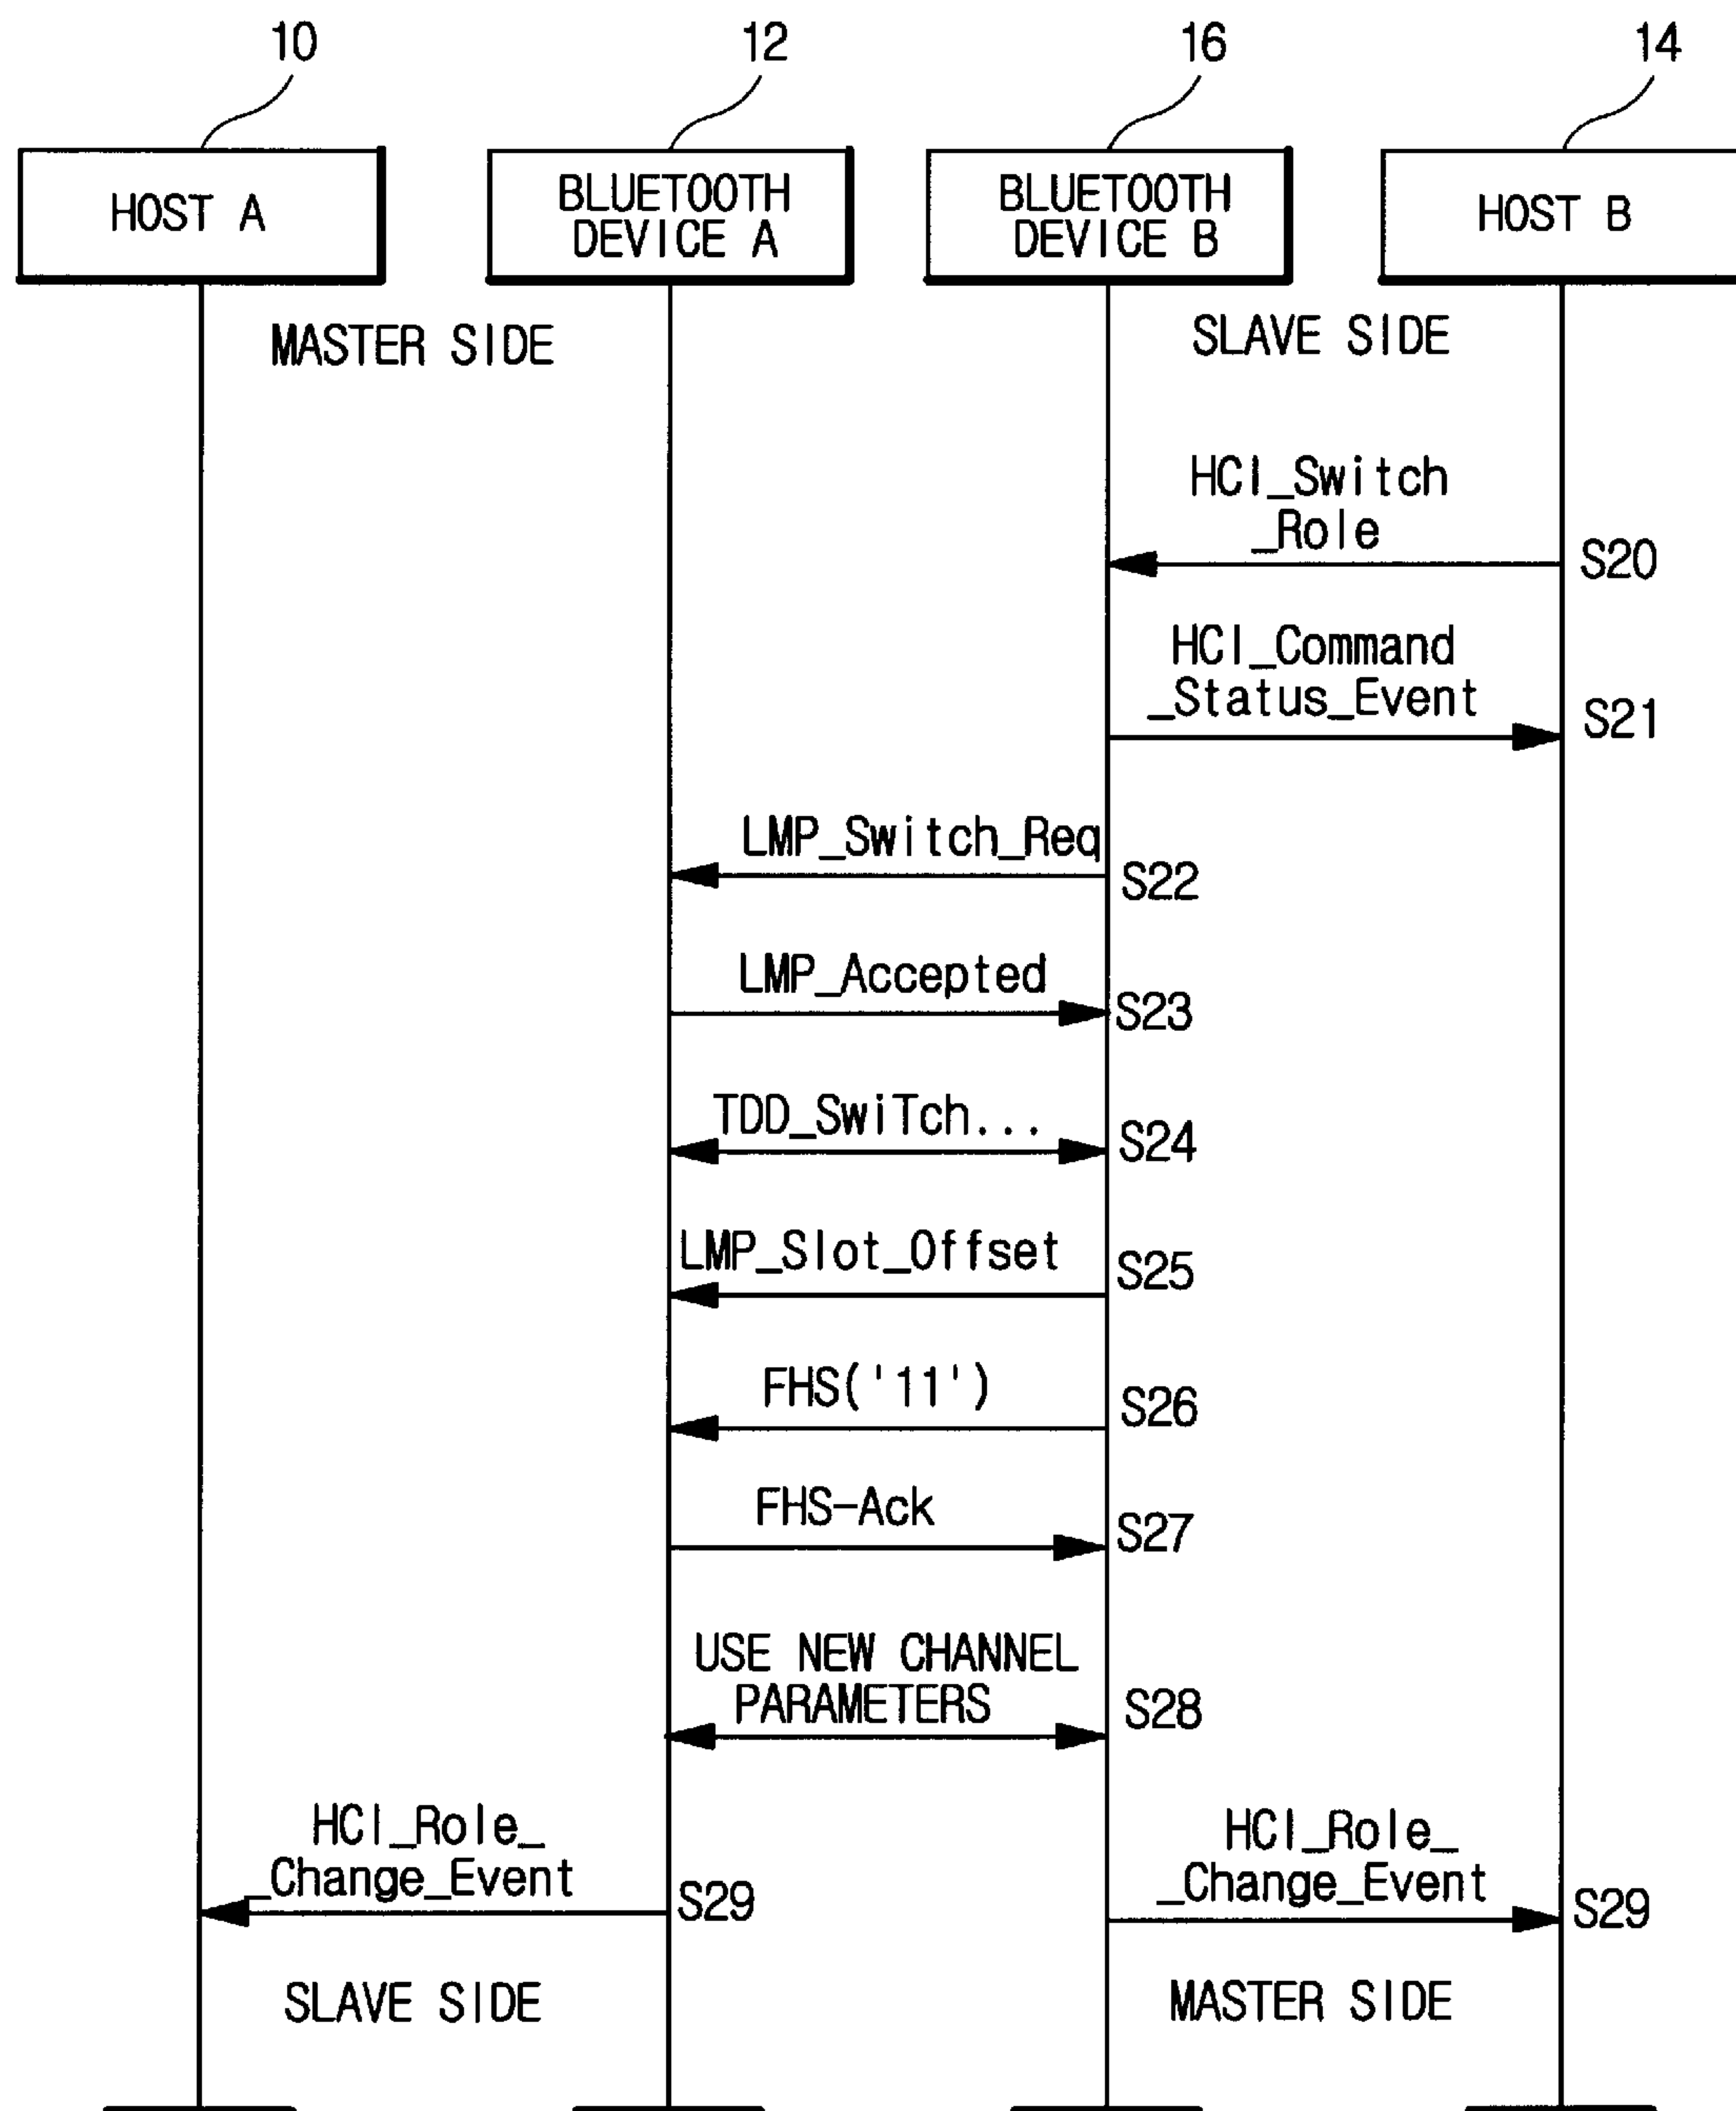 10
12
16
14
HOST A
BLUETOOTH
DEVICE A
BLUETOOTH
DEVICE B
HOST B
MASTER SIDE
SLAVE SIDE
HCI_Switch
_Role
S20
HCI_Command
_Status_Event
S21
LMP_Switch_Req
S22
LMP_Accepted
S23
TDD_SwiTch...
S24
LMP_Slot_Offset
S25
FHS('11')
S26
FHS-Ack
S27
USE NEW CHANNEL
PARAMETERS
S28
HCI_Role_
_Change_Event
S29
HCI_Role_
_Change_Event
S29
SLAVE SIDE
MASTER SIDE